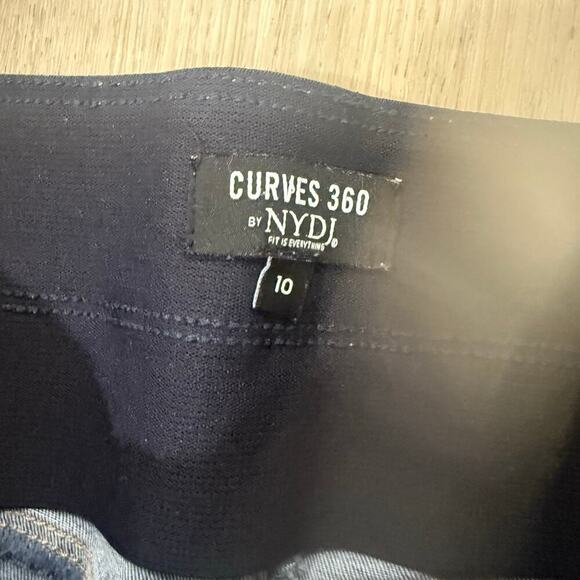 CURVES 360
BY NYDJ®
FIT IS EVERYTHING
10